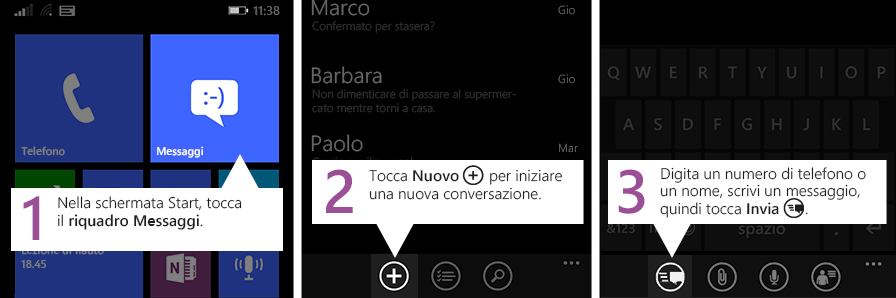 11:38
Telefono
Messaggi
1
Nella schermata Start, tocca
il riquadro Messaggi.
Lezione di flauto
18.45
Marco
Confermato per stasera?
Gio
Barbara
Gio
Non dimenticare di passare al supermer-
cato mentre torni a casa.
Paolo
Mar
2
Tocca Nuovo per iniziare
una nuova conversazione.
Q W E R T Y U I O P
A S D F G H J K L
3
Digita un numero di telefono o
un nome, scrivi un messaggio,
quindi tocca Invia .
&123
spazio
.